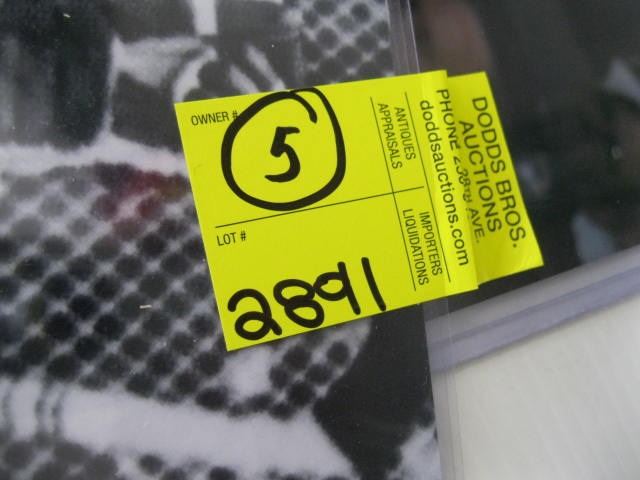 OWNER #
5
LOT #
2891
ANTIQUES
APPRAISALS
IMPORTERS
LIQUIDATIONS
DODDS BROS.
AUCTIONS
AVE.
PHONE
doddsauctions.com